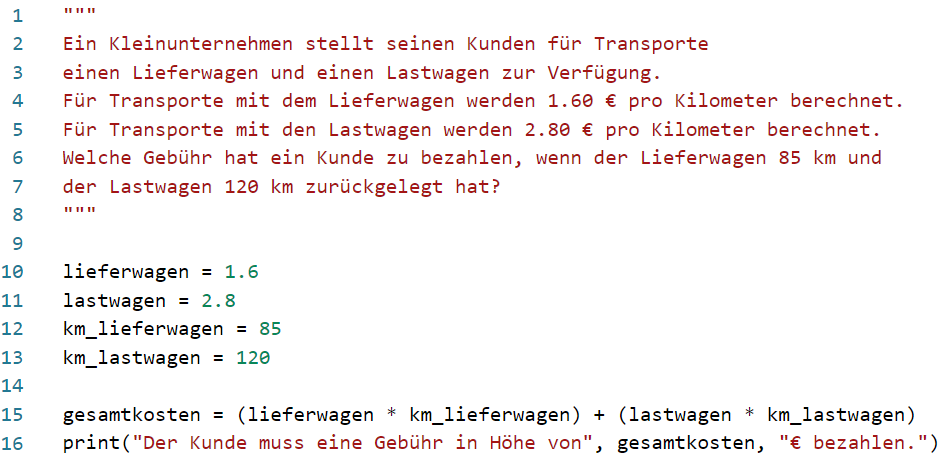 1 """
2 Ein Kleinunternehmen stellt seinen Kunden für Transporte
3 einen Lieferwagen und einen Lastwagen zur Verfügung.
4 Für Transporte mit dem Lieferwagen werden 1.60 € pro Kilometer berechnet.
5 Für Transporte mit den Lastwagen werden 2.80 € pro Kilometer berechnet.
6 Welche Gebühr hat ein Kunde zu bezahlen, wenn der Lieferwagen 85 km und
7 der Lastwagen 120 km zurückgelegt hat?
8 """
9
10 lieferwagen = 1.6
11 lastwagen = 2.8
12 km_lieferwagen = 85
13 km_lastwagen = 120
14
15 gesamtkosten = (lieferwagen * km_lieferwagen) + (lastwagen * km_lastwagen)
16 print("Der Kunde muss eine Gebühr in Höhe von", gesamtkosten, "€ bezahlen.")